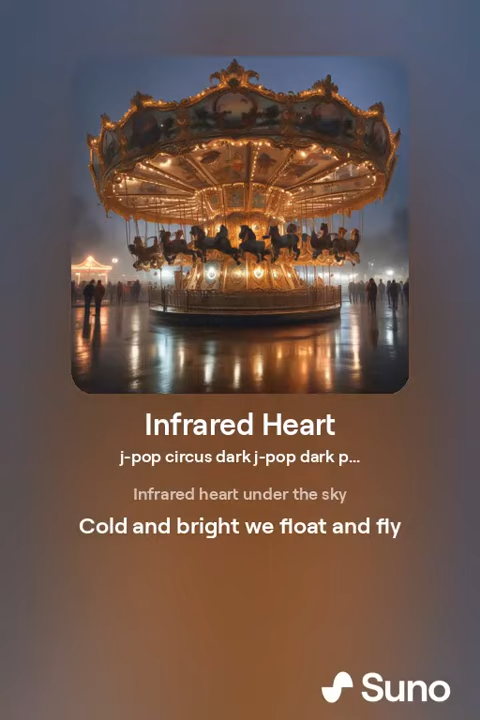 Infrared Heart
j-pop circus dark j-pop dark p...
Infrared heart under the sky
Cold and bright we float and fly
Suno